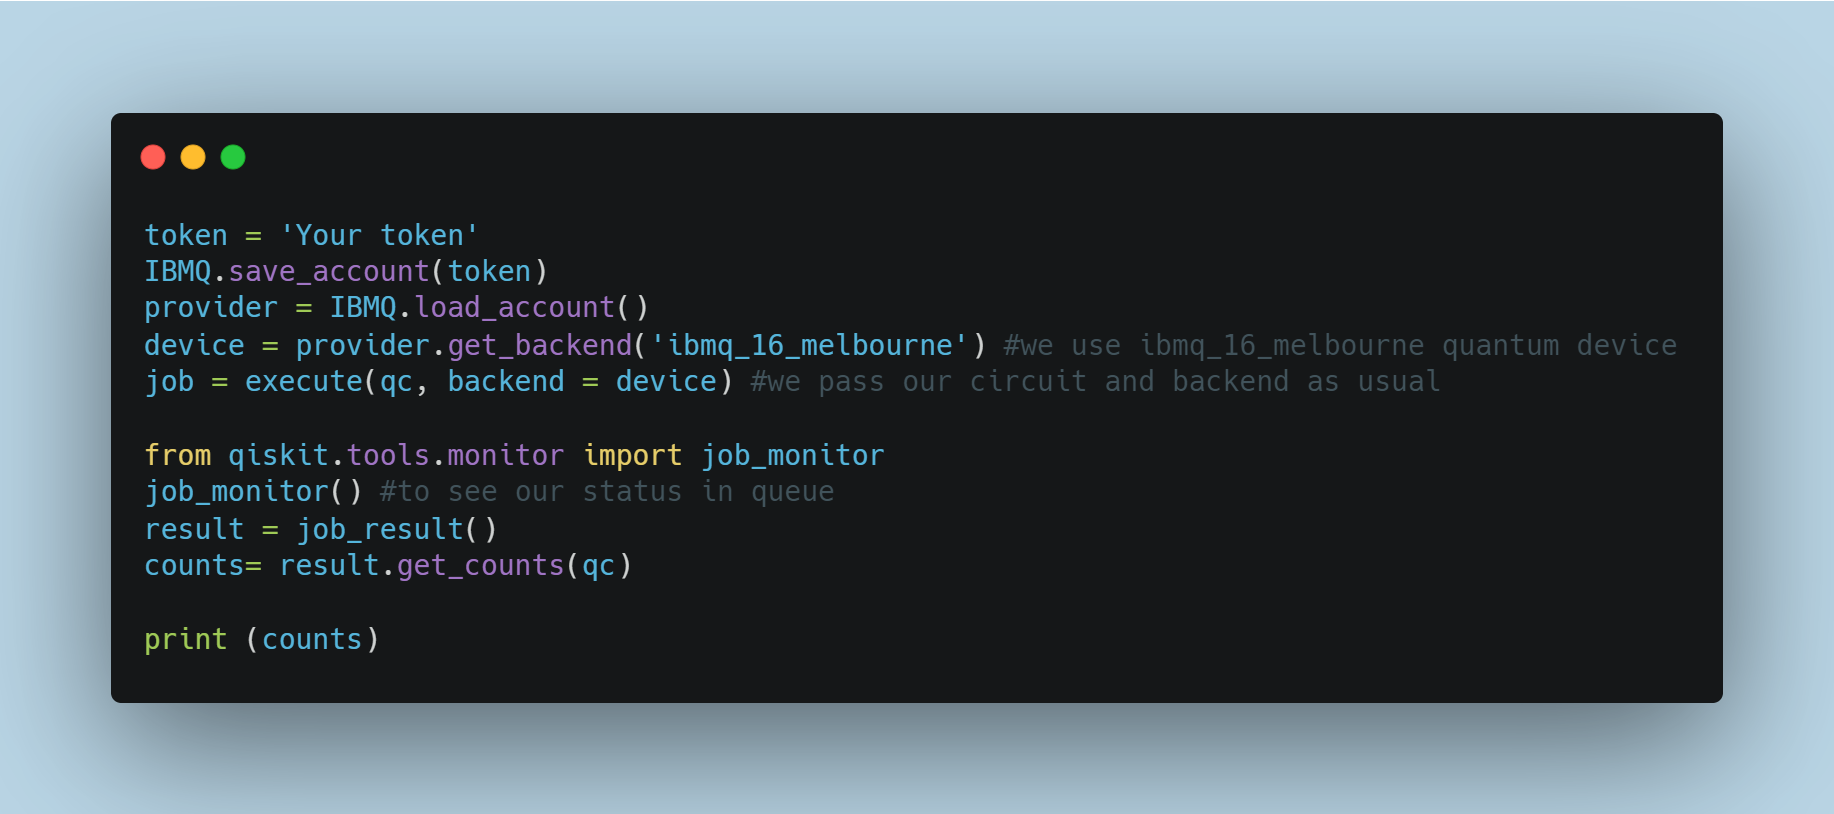 token = 'Your token'
IBMQ.save_account(token)
provider = IBMQ.load_account()
device = provider.get_backend('ibmq_16_melbourne') #we use ibmq_16_melbourne quantum device
job = execute(qc, backend = device) #we pass our circuit and backend as usual
from qiskit.tools.monitor import job_monitor
job_monitor() #to see our status in queue
result = job_result()
counts= result.get_counts(qc)
print (counts)